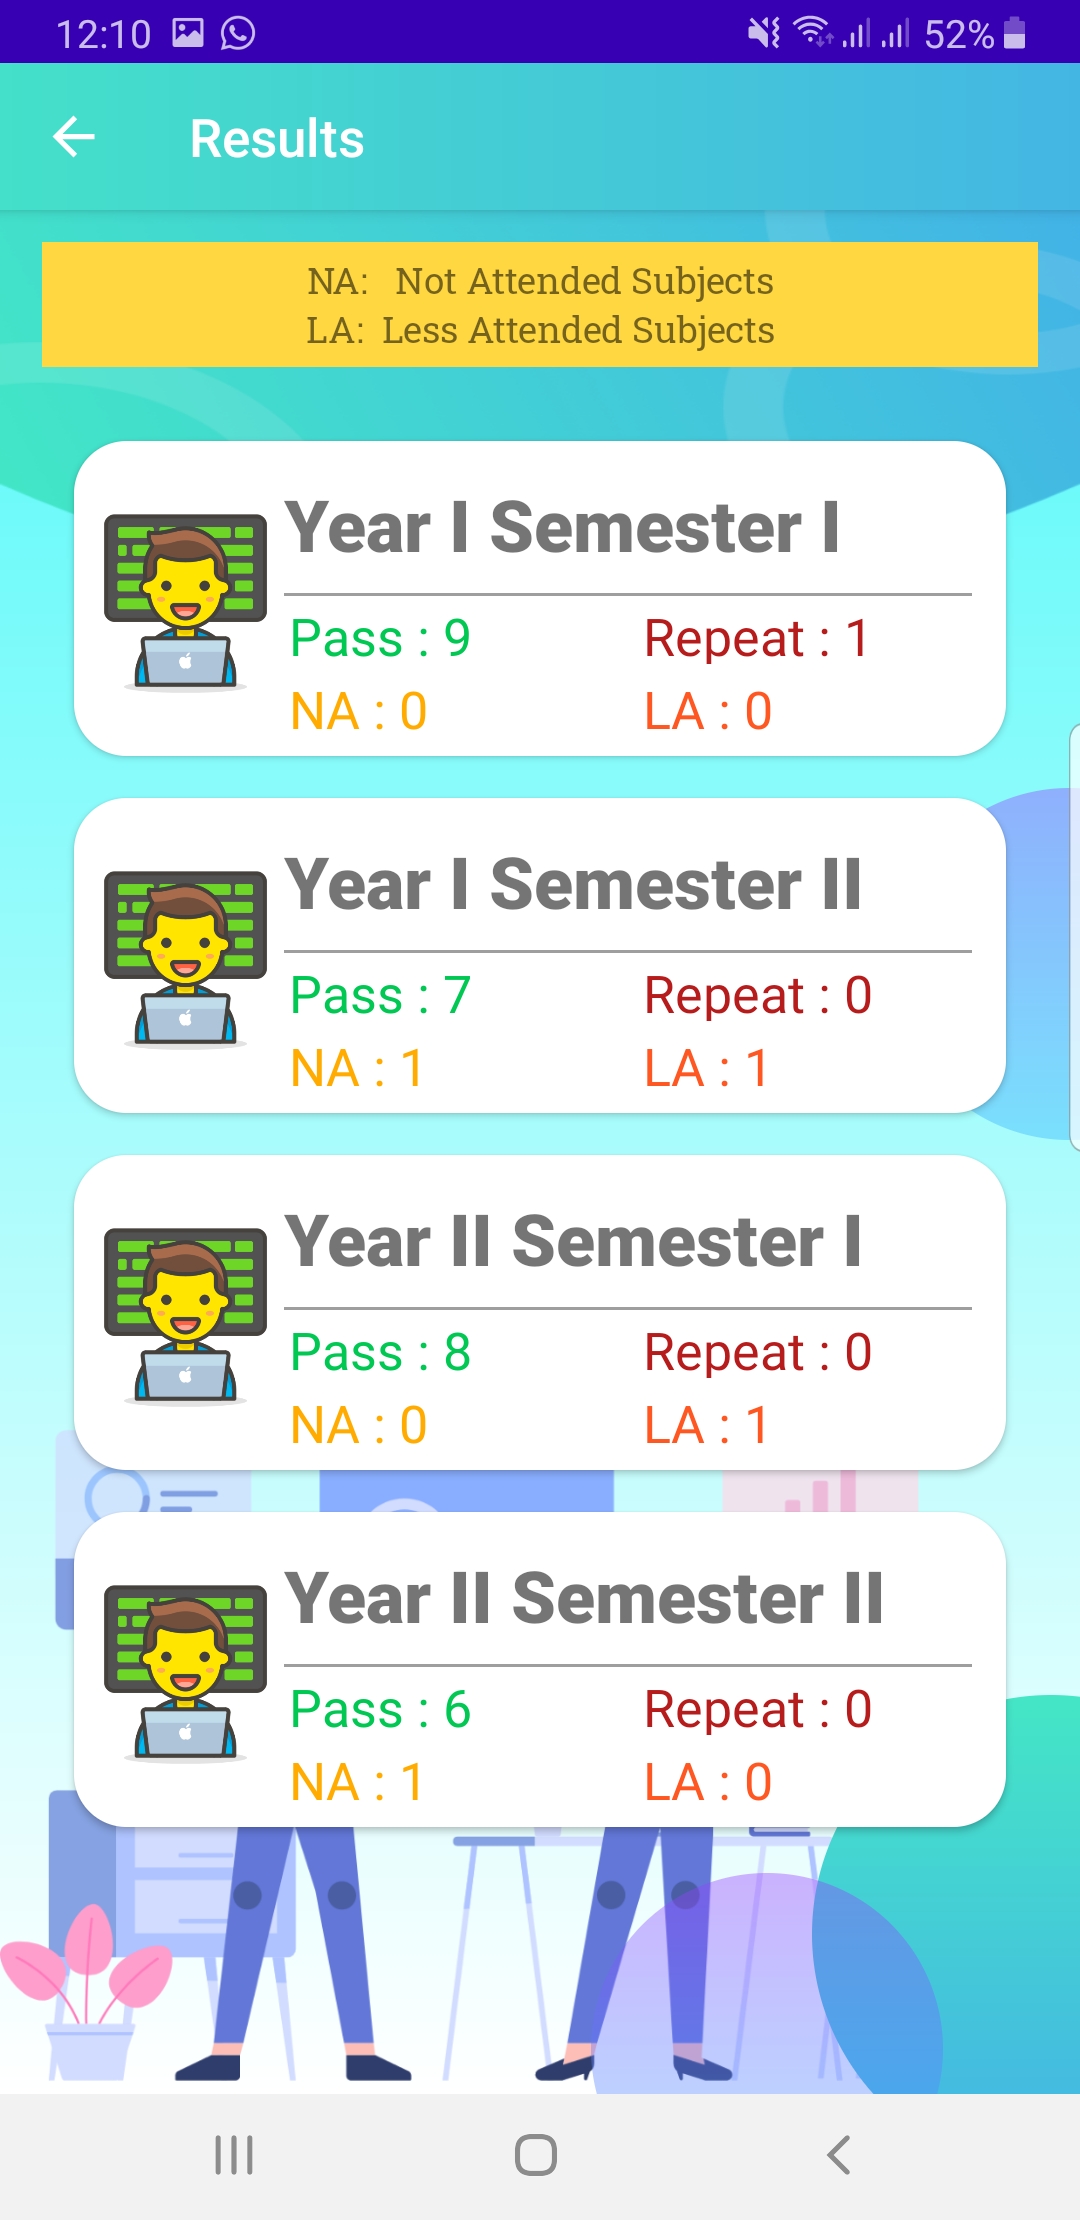 12:10
52%
Results
NA: Not Attended Subjects
LA: Less Attended Subjects
Year I Semester I
Pass : 9 Repeat : 1
NA : 0 LA : 0
Year I Semester II
Pass : 7 Repeat : 0
NA : 1 LA : 1
Year II Semester I
Pass : 8 Repeat : 0
NA : 0 LA : 1
Year II Semester II
Pass : 6 Repeat : 0
NA : 1 LA : 0